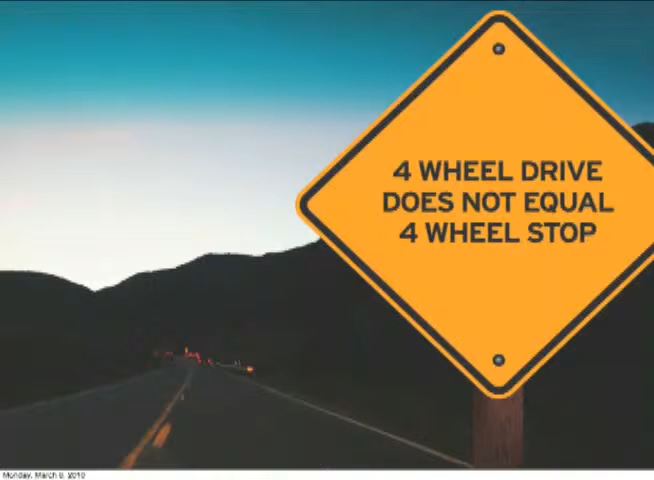 4 WHEEL DRIVE
DOES NOT EQUAL
4 WHEEL STOP
Monday, March 8, 2010